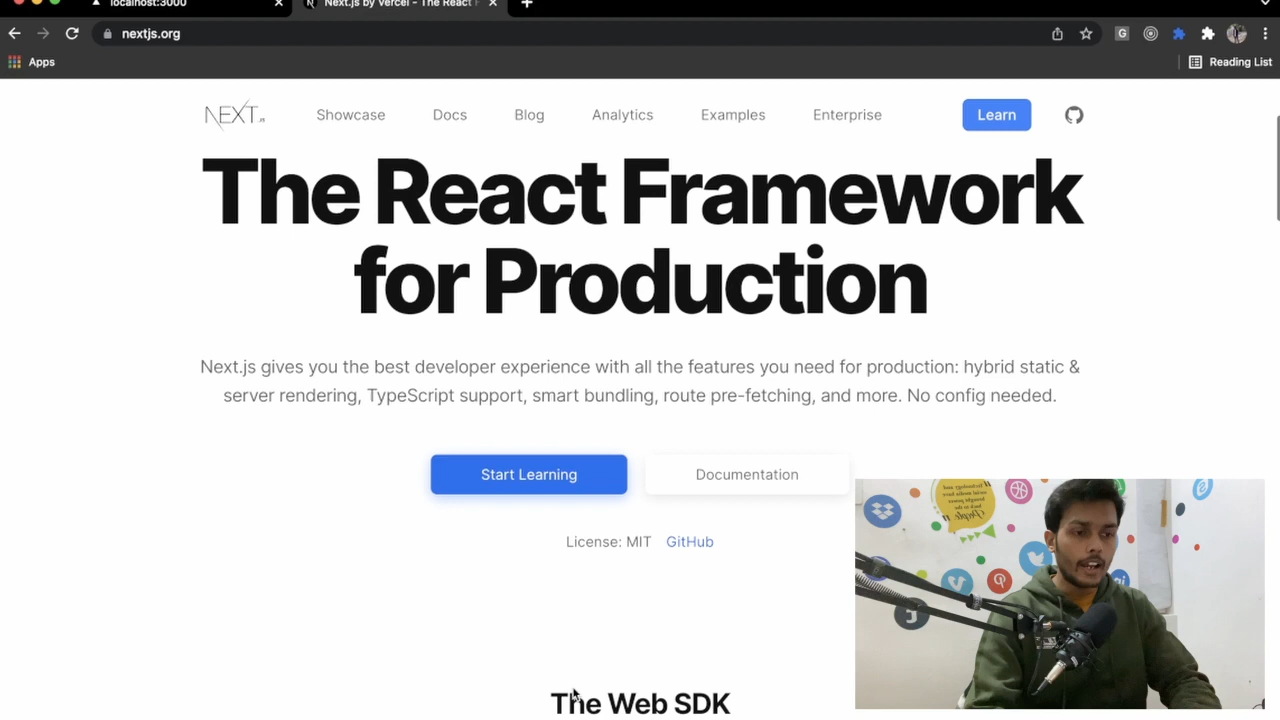 localhost:3000
Next.js by Vercel - The React F
nextjs.org
G
Apps
Reading List
NEXT.JS
Showcase
Docs
Blog
Analytics
Examples
Enterprise
Learn
The React Framework
for Production
Next.js gives you the best developer experience with all the features you need for production: hybrid static &
server rendering, TypeScript support, smart bundling, route pre-fetching, and more. No config needed.
Start Learning
Documentation
License: MIT
GitHub
The Web SDK
People